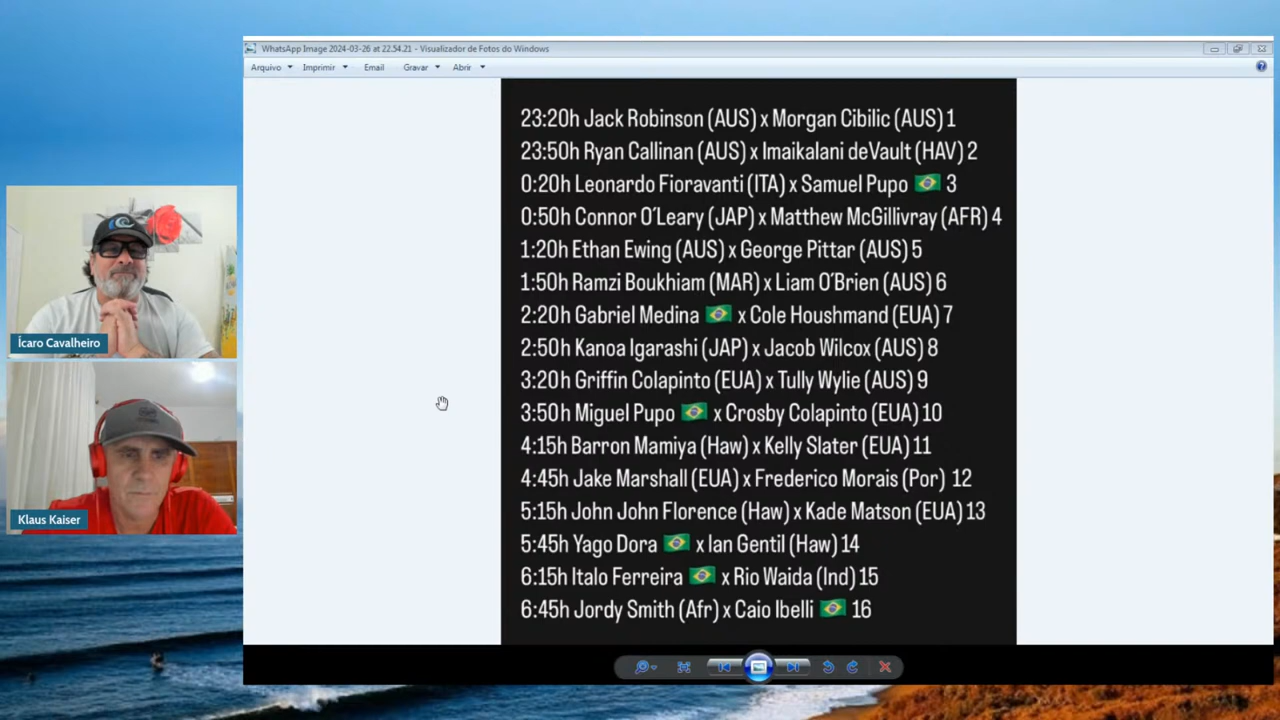 WhatsApp Image 2024-03-26 at 22.54.21 - Visualizador de Fotos do Windows
Arquivo Imprimir Email Gravar Abrir
23:20h Jack Robinson (AUS) x Morgan Cibilic (AUS) 1
23:50h Ryan Callinan (AUS) x Imaikalani deVault (HAV) 2
0:20h Leonardo Fioravanti (ITA) x Samuel Pupo 🇧🇷 3
0:50h Connor O´Leary (JAP) x Matthew McGillivray (AFR) 4
1:20h Ethan Ewing (AUS) x George Pittar (AUS) 5
1:50h Ramzi Boukhiam (MAR) x Liam O´Brien (AUS) 6
2:20h Gabriel Medina 🇧🇷 x Cole Houshmand (EUA) 7
2:50h Kanoa Igarashi (JAP) x Jacob Wilcox (AUS) 8
3:20h Griffin Colapinto (EUA) x Tully Wylie (AUS) 9
3:50h Miguel Pupo 🇧🇷 x Crosby Colapinto (EUA) 10
4:15h Barron Mamiya (Haw) x Kelly Slater (EUA) 11
4:45h Jake Marshall (EUA) x Frederico Morais (Por) 12
5:15h John John Florence (Haw) x Kade Matson (EUA) 13
5:45h Yago Dora 🇧🇷 x Ian Gentil (Haw) 14
6:15h Italo Ferreira 🇧🇷 x Rio Waida (Ind) 15
6:45h Jordy Smith (Afr) x Caio Ibelli 🇧🇷 16
Ícaro Cavalheiro
Klaus Kaiser